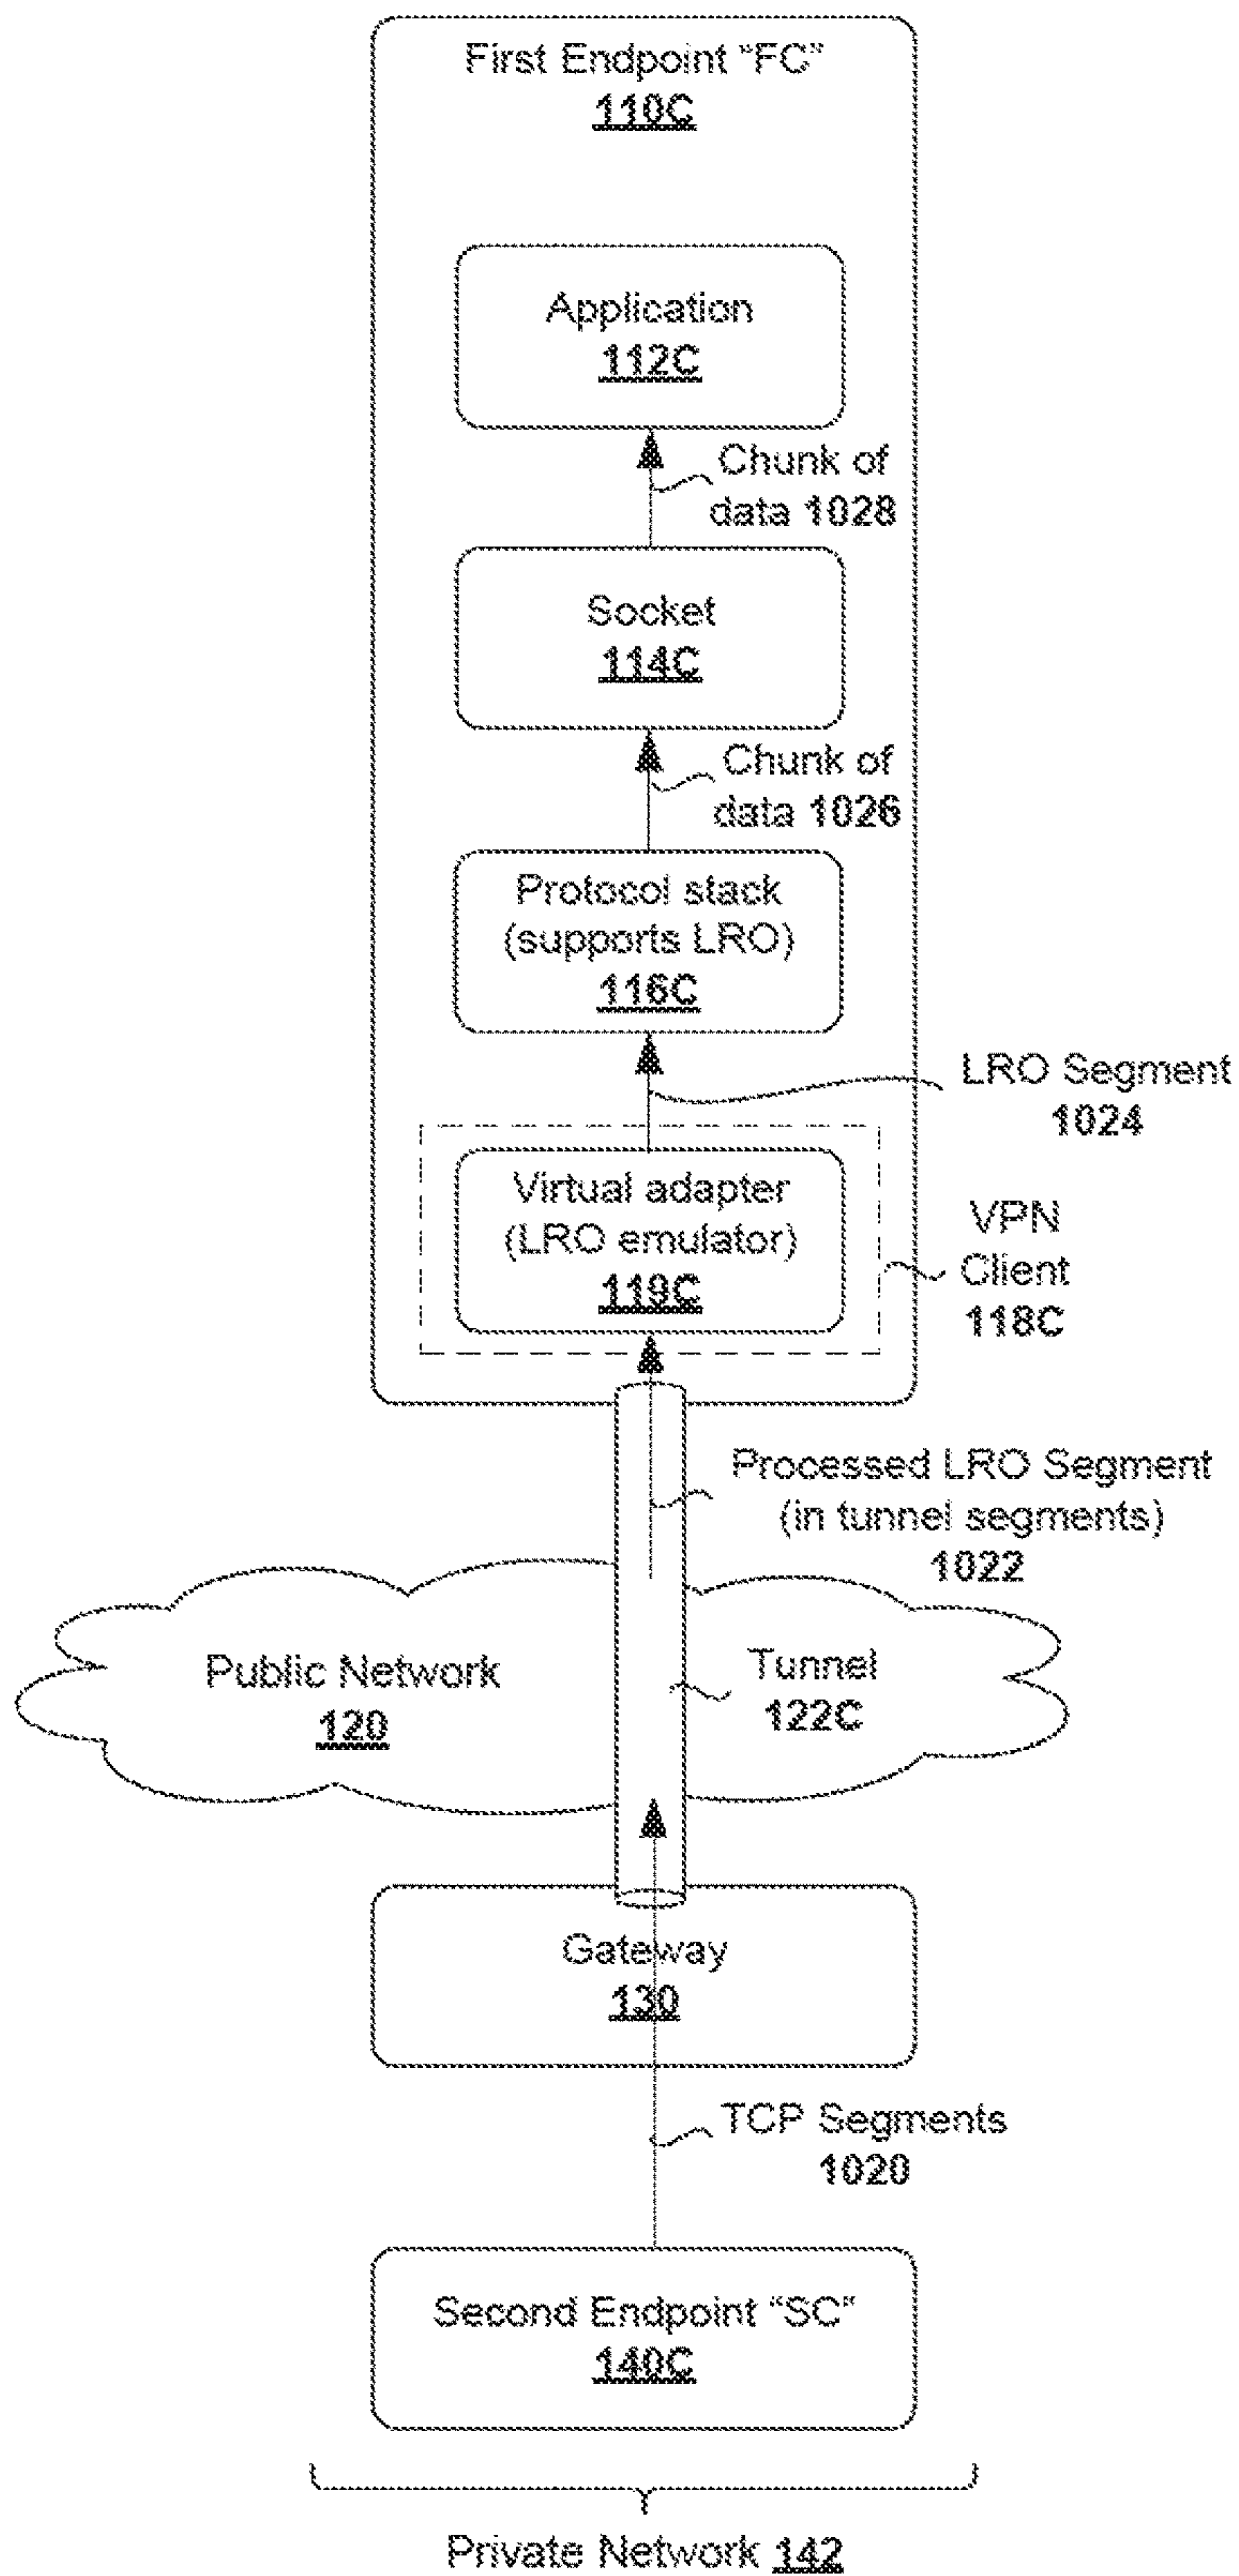 First Endpoint “FC”
110C
Application
112C
Chunk of
data 1028
Socket
114C
Chunk of
data 1026
Protocol stack
(supports LRO)
116C
LRO Segment
1024
Virtual adapter
(LRO emulator)
119C
VPN
Client
118C
Processed LRO Segment
(in tunnel segments)
1022
Public Network
120
Tunnel
122C
Gateway
130
TCP Segments
1020
Second Endpoint “SC”
140C
Private Network 142